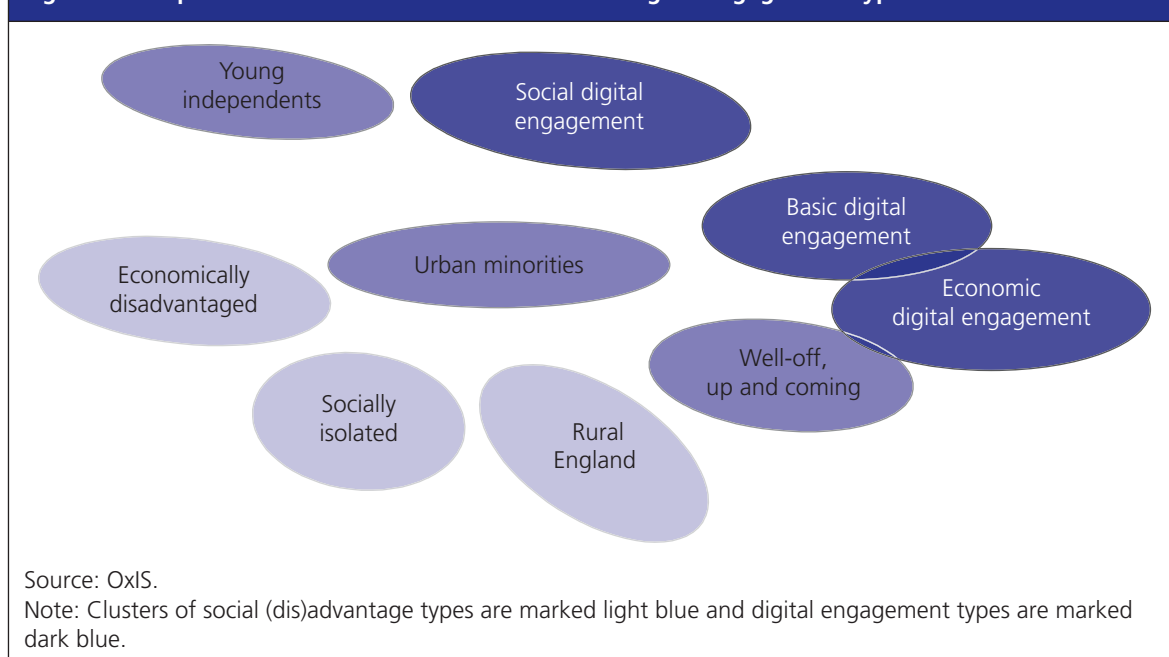 Young
independents
Social digital
engagement
Basic digital
engagement
Urban minorities
Economically
disadvantaged
Economic
digital engagement
Well-off,
up and coming
Socially
isolated
Rural
England
Source: OxIS.
Note: Clusters of social (dis)advantage types are marked light blue and digital engagement types are marked
dark blue.